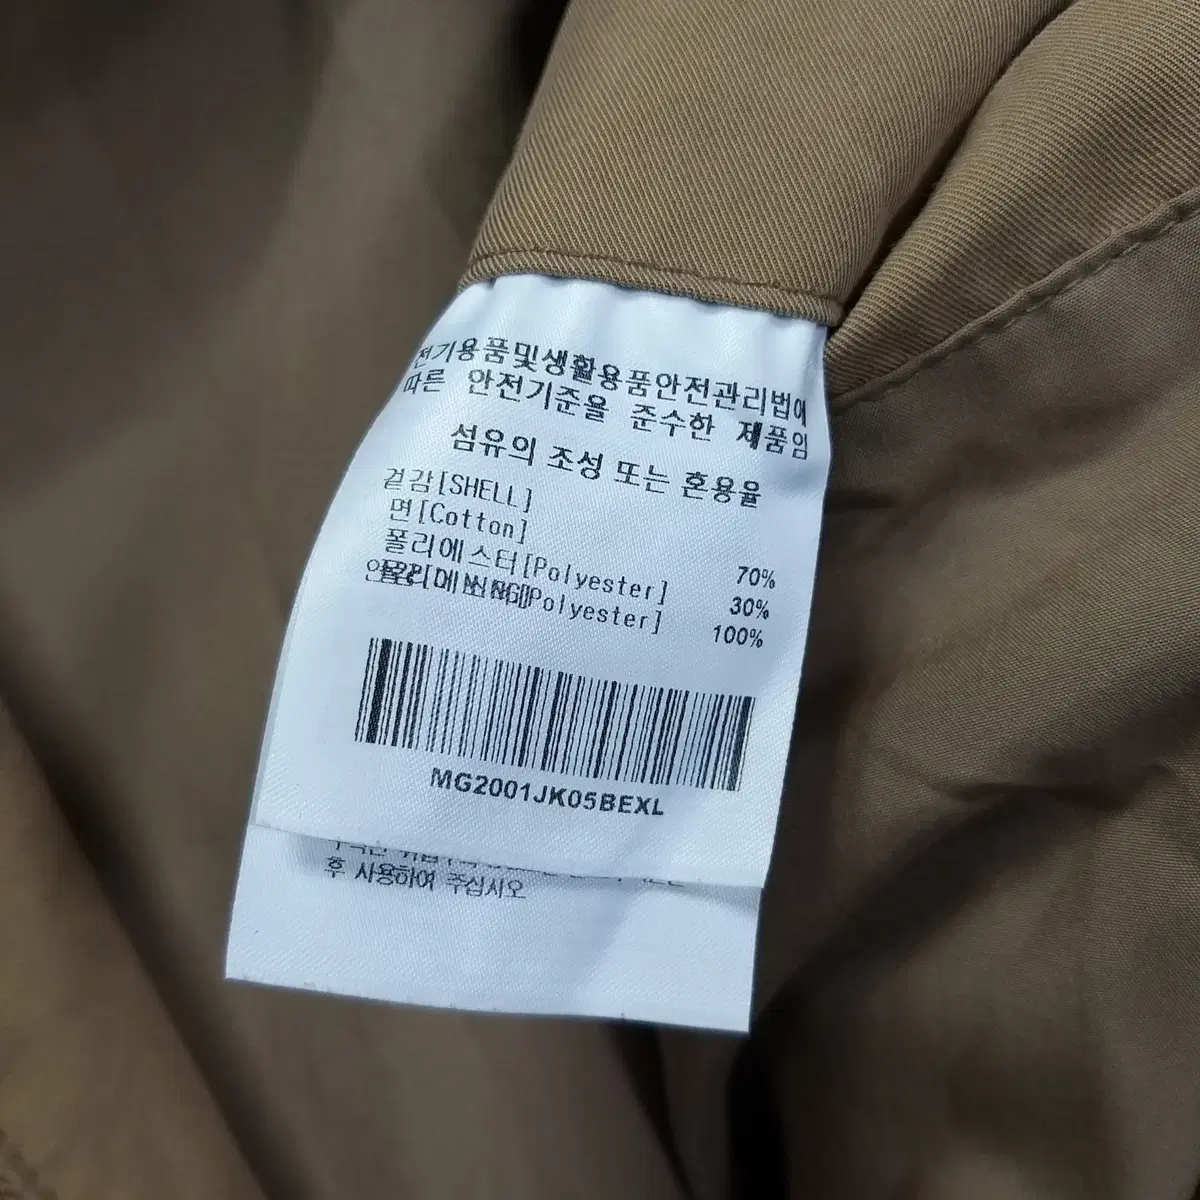 전기용품및생활용품안전관리법에
따른 안전기준을 준수한 제품임
섬유의 조성 또는 혼용율
겉감[SHELL]
면[Cotton] 70%
폴리에스터[Polyester] 30%
[Polyester] 100%
MG2001JK05BEXL
후 사용하여 주십시오